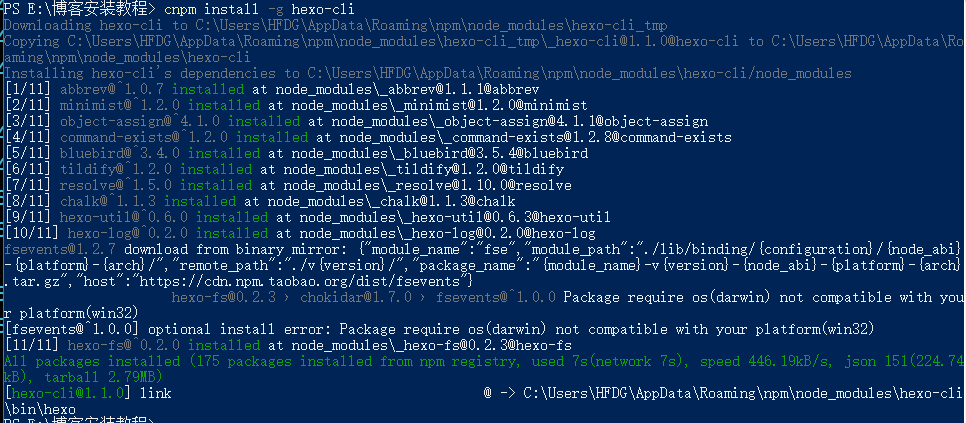 PS E:\博客安装教程> cnpm install -g hexo-cli
Downloading hexo-cli to C:\Users\HFDG\AppData\Roaming\npm\node_modules\hexo-cli_tmp
Copying C:\Users\HFDG\AppData\Roaming\npm\node_modules\hexo-cli_tmp\_hexo-cli@1.1.0@hexo-cli to C:\Users\HFDG\AppData\Ro
aming\npm\node_modules\hexo-cli
Installing hexo-cli's dependencies to C:\Users\HFDG\AppData\Roaming\npm\node_modules\hexo-cli/node_modules
[1/11] abbrev@^1.0.7 installed at node_modules\_abbrev@1.1.1@abbrev
[2/11] minimist@^1.2.0 installed at node_modules\_minimist@1.2.0@minimist
[3/11] object-assign@^4.1.0 installed at node_modules\_object-assign@4.1.1@object-assign
[4/11] command-exists@^1.2.0 installed at node_modules\_command-exists@1.2.8@command-exists
[5/11] bluebird@^3.4.0 installed at node_modules\_bluebird@3.5.4@bluebird
[6/11] tildify@^1.2.0 installed at node_modules\_tildify@1.2.0@tildify
[7/11] resolve@^1.5.0 installed at node_modules\_resolve@1.10.0@resolve
[8/11] chalk@^1.1.3 installed at node_modules\_chalk@1.1.3@chalk
[9/11] hexo-util@^0.6.0 installed at node_modules\_hexo-util@0.6.3@hexo-util
[10/11] hexo-log@^0.2.0 installed at node_modules\_hexo-log@0.2.0@hexo-log
fsevents@1.2.7 download from binary mirror: {"module_name":"fse","module_path":"./lib/binding/{configuration}/{node_abi}
-{platform}-{arch}/","remote_path":"./v{version}/","package_name":"{module_name}-v{version}-{node_abi}-{platform}-{arch}
.tar.gz","host":"https://cdn.npm.taobao.org/dist/fsevents"}
hexo-fs@0.2.3 › chokidar@1.7.0 › fsevents@^1.0.0 Package require os(darwin) not compatible with you
r platform(win32)
[fsevents@^1.0.0] optional install error: Package require os(darwin) not compatible with your platform(win32)
[11/11] hexo-fs@^0.2.0 installed at node_modules\_hexo-fs@0.2.3@hexo-fs
All packages installed (175 packages installed from npm registry, used 7s(network 7s), speed 446.19kB/s, json 151(224.74
kB), tarball 2.79MB)
[hexo-cli@1.1.0] link @ -> C:\Users\HFDG\AppData\Roaming\npm\node_modules\hexo-cli
\bin\hexo
PS E:\博客安装教程>